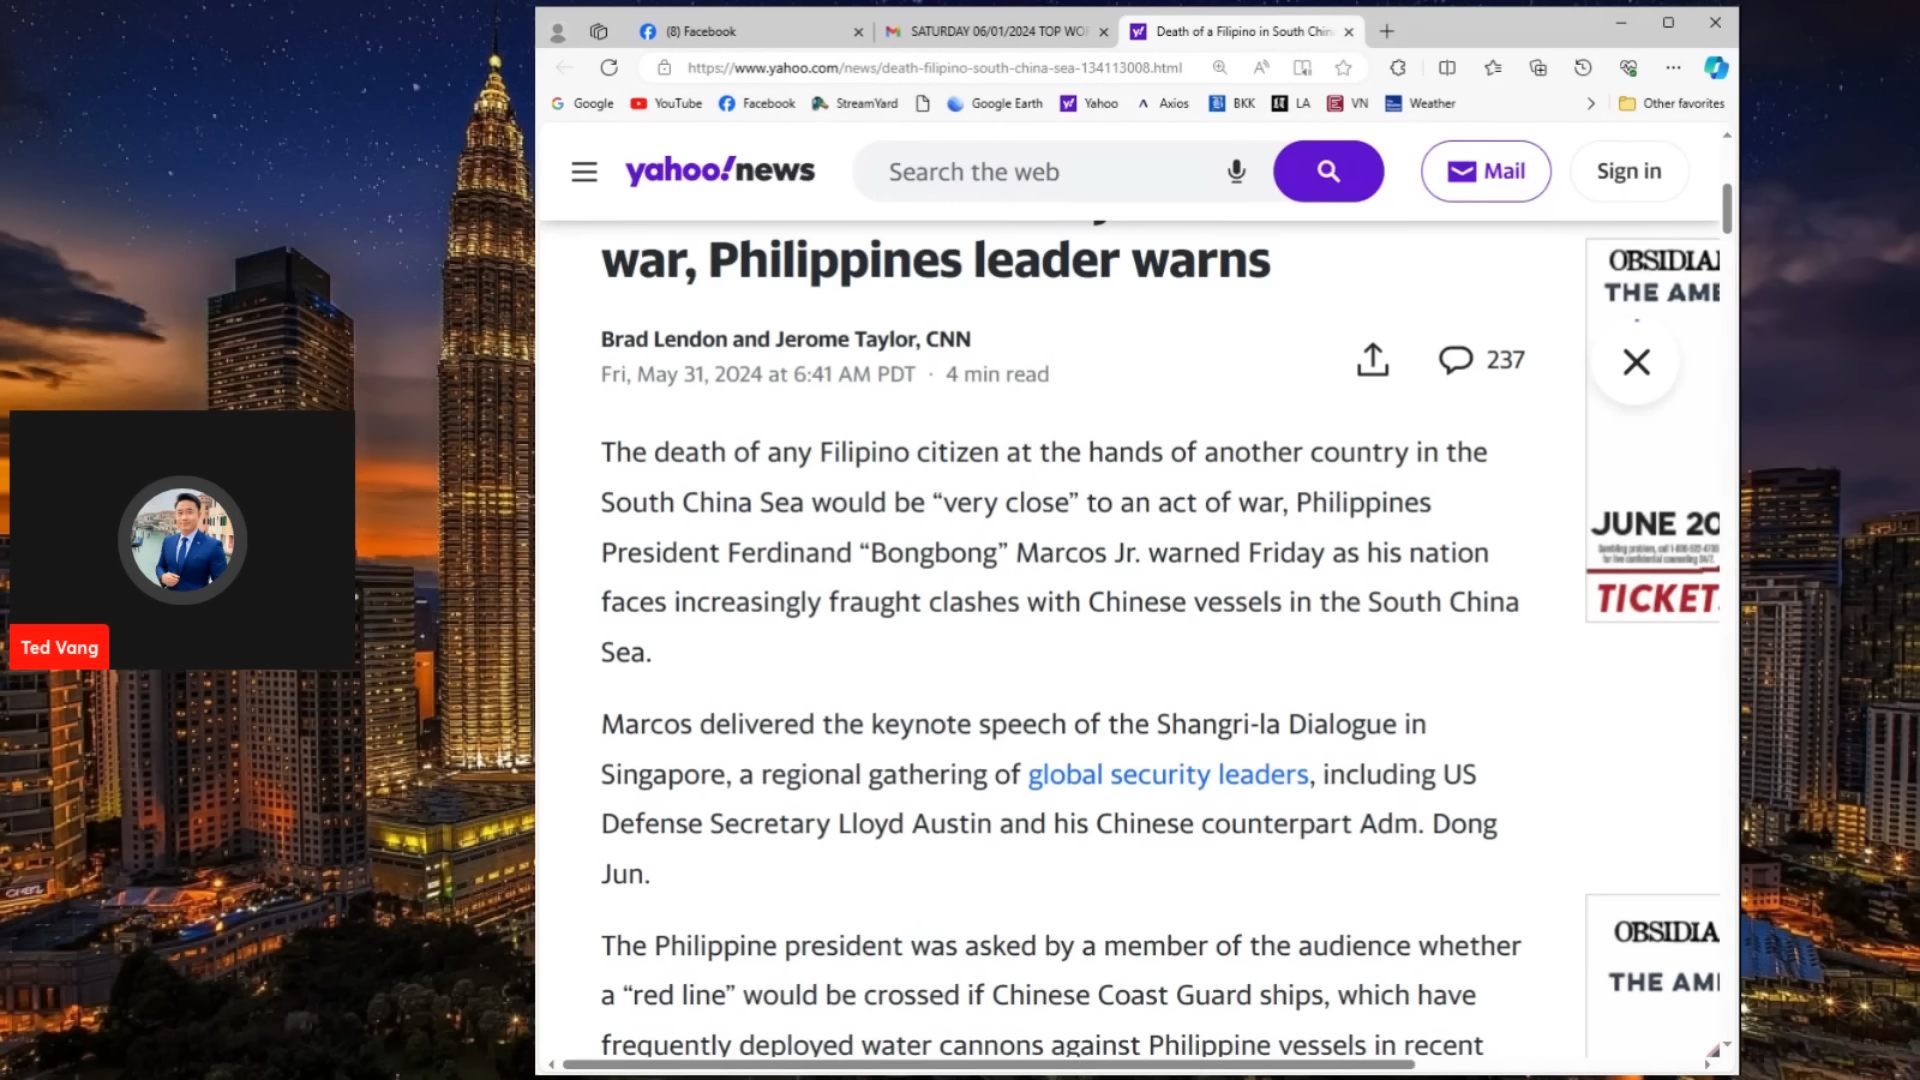 (8) Facebook
SATURDAY 06/01/2024 TOP WO
Death of a Filipino in South Chin
https://www.yahoo.com/news/death-filipino-south-china-sea-134113008.html
Google
YouTube
Facebook
StreamYard
Google Earth
Yahoo
Axios
BKK
LA
VN
Weather
Other favorites
yahoo!news
Search the web
Mail
Sign in
war, Philippines leader warns
Brad Lendon and Jerome Taylor, CNN
Fri, May 31, 2024 at 6:41 AM PDT · 4 min read
237
The death of any Filipino citizen at the hands of another country in the
South China Sea would be “very close” to an act of war, Philippines
President Ferdinand “Bongbong” Marcos Jr. warned Friday as his nation
faces increasingly fraught clashes with Chinese vessels in the South China
Sea.
Marcos delivered the keynote speech of the Shangri-la Dialogue in
Singapore, a regional gathering of global security leaders, including US
Defense Secretary Lloyd Austin and his Chinese counterpart Adm. Dong
Jun.
The Philippine president was asked by a member of the audience whether
a “red line” would be crossed if Chinese Coast Guard ships, which have
frequently deployed water cannons against Philippine vessels in recent
OBSIDIA
THE AME
JUNE 20
TICKET
OBSIDIA
THE AM
Ted Vang